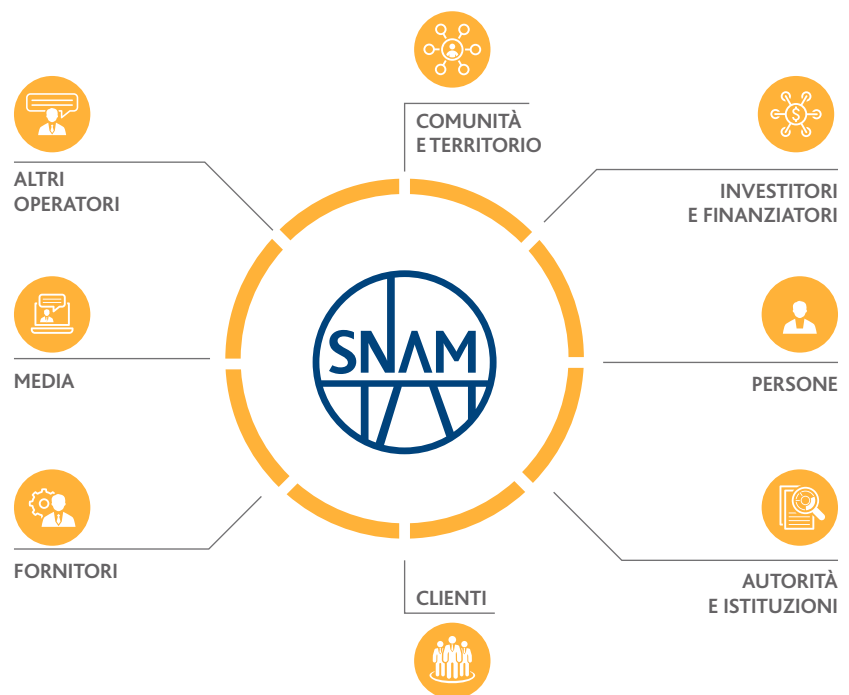 COMUNITÀ
E TERRITORIO
ALTRI
OPERATORI
INVESTITORI
E FINANZIATORI
SNAM
MEDIA
PERSONE
FORNITORI
CLIENTI
AUTORITÀ
E ISTITUZIONI